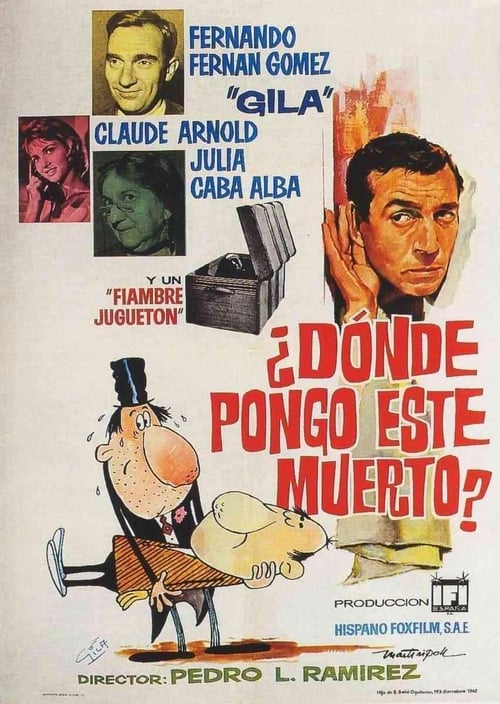 FERNANDO
FERNAN GOMEZ
"GILA"
CLAUDE ARNOLD
JULIA
CABA ALBA
Y UN
"FIAMBRE
JUGUETON"
¿DÓNDE
PONGO ESTE
MUERTO?
PRODUCCION IFI
ESPAÑA
HISPANO FOXFILM, S.A.E.
DIRECTOR: PEDRO L. RAMIREZ